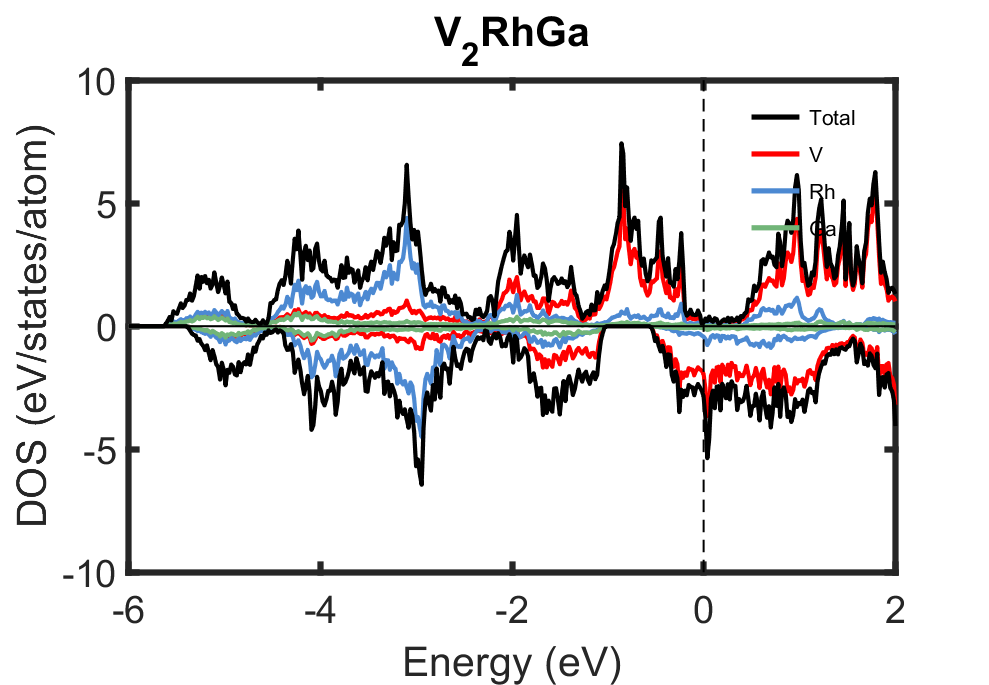 V2RhGa
DOS (eV/states/atom)
10
5
0
-5
-10
Total
V
Rh
Ga
-6
-4
-2
0
2
Energy (eV)